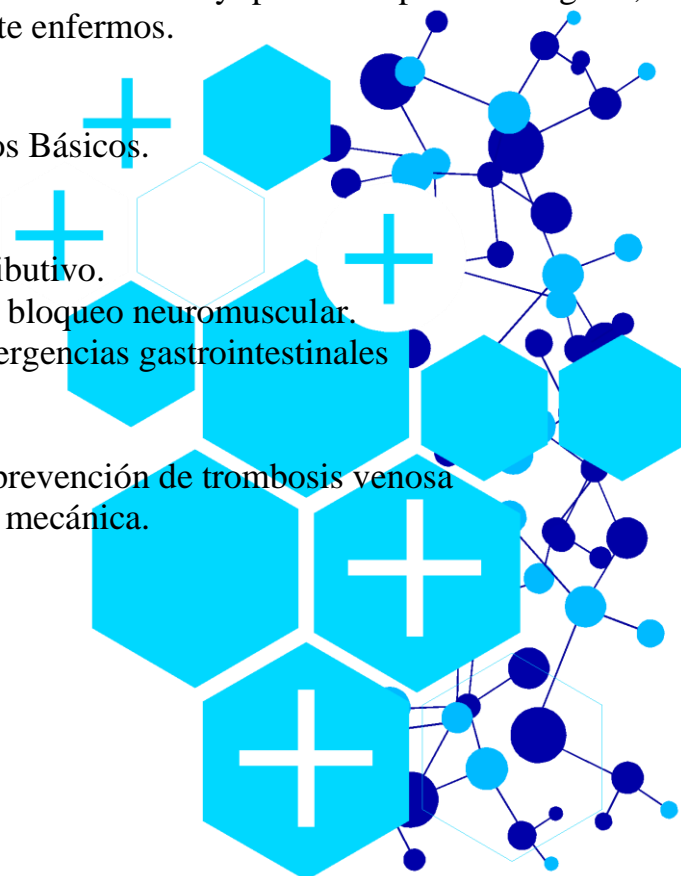 te enfermos.
os Básicos.
ibutivo.
bloqueo neuromuscular.
ergencias gastrointestinales
prevención de trombosis venosa
mecánica.